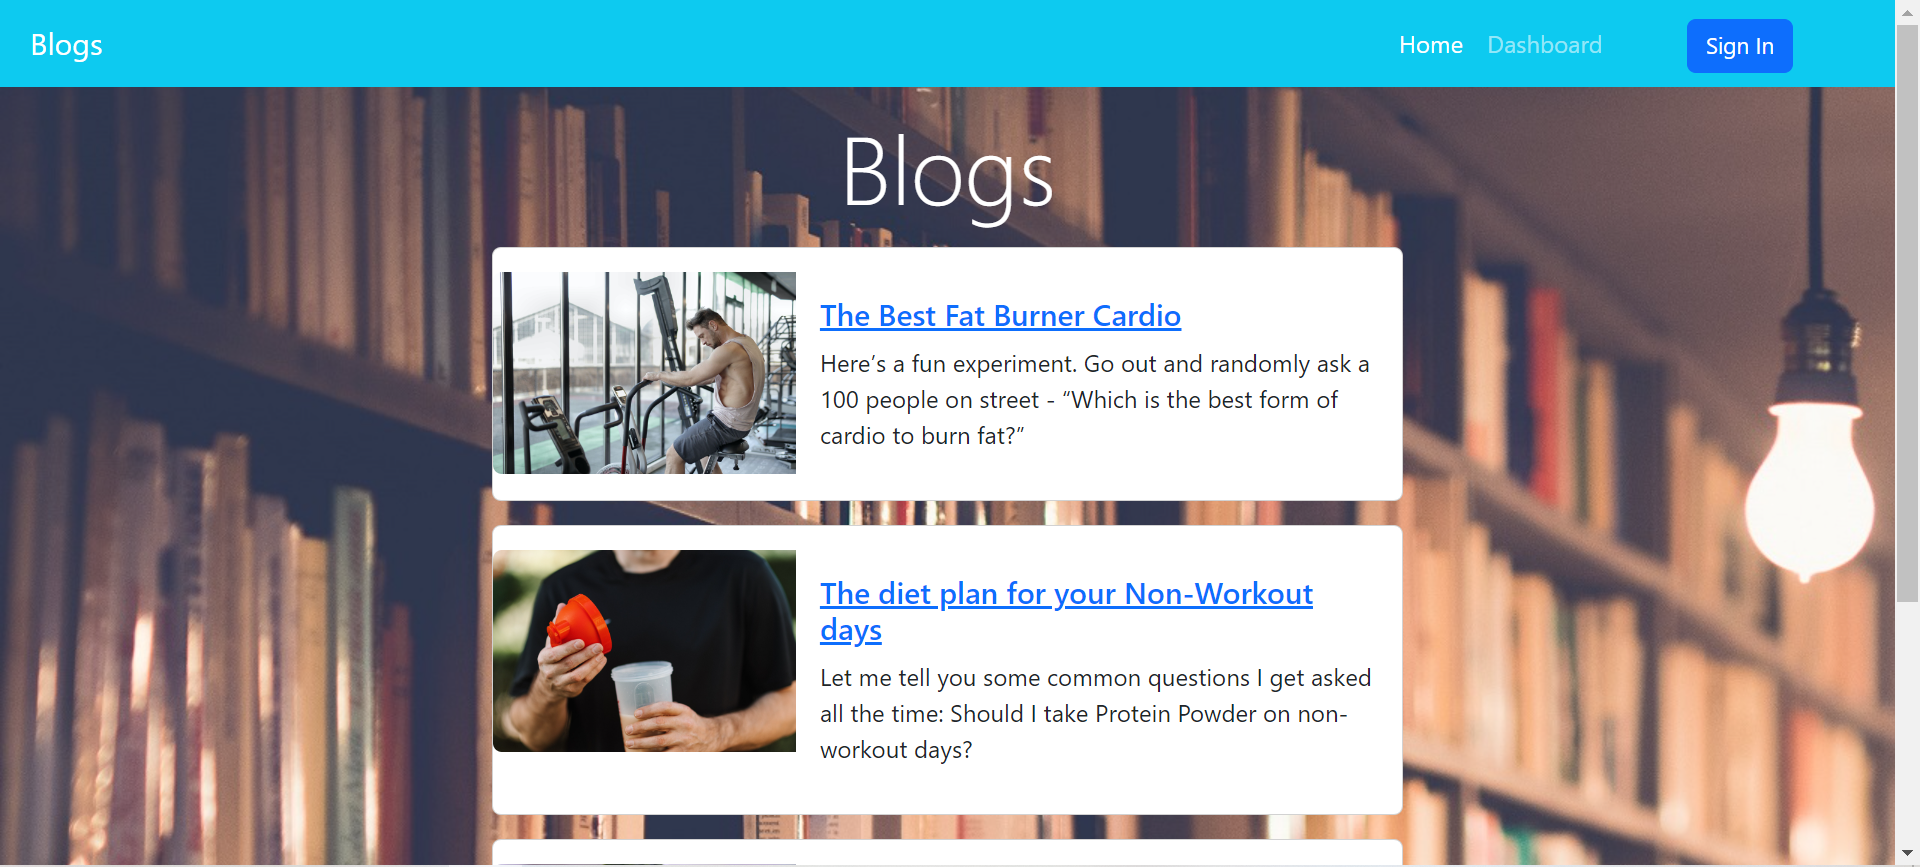 Blogs
Home Dashboard Sign In
Blogs
The Best Fat Burner Cardio
Here’s a fun experiment. Go out and randomly ask a
100 people on street - “Which is the best form of
cardio to burn fat?”
The diet plan for your Non-Workout
days
Let me tell you some common questions I get asked
all the time: Should I take Protein Powder on non-
workout days?